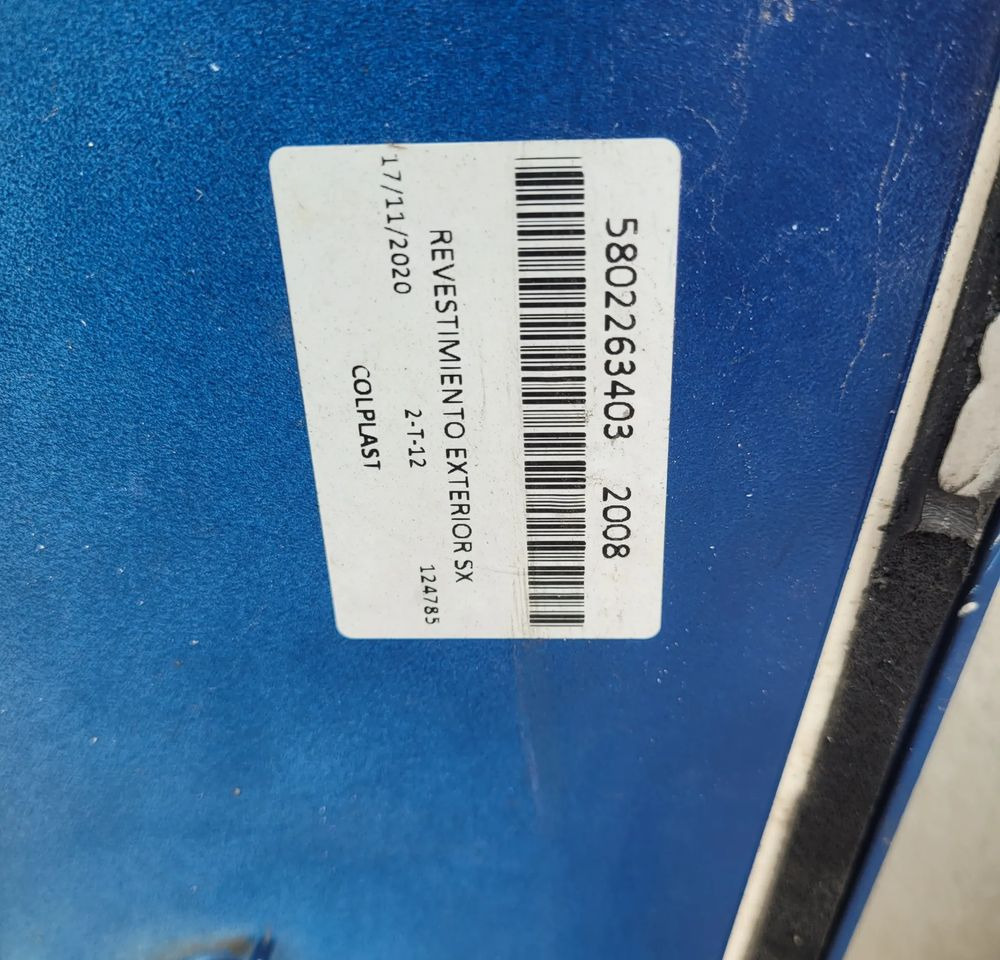 5802263403 2008
REVESTIMIENTO EXTERIOR SX
17/11/2020 2-T-12 124785
COLPLAST